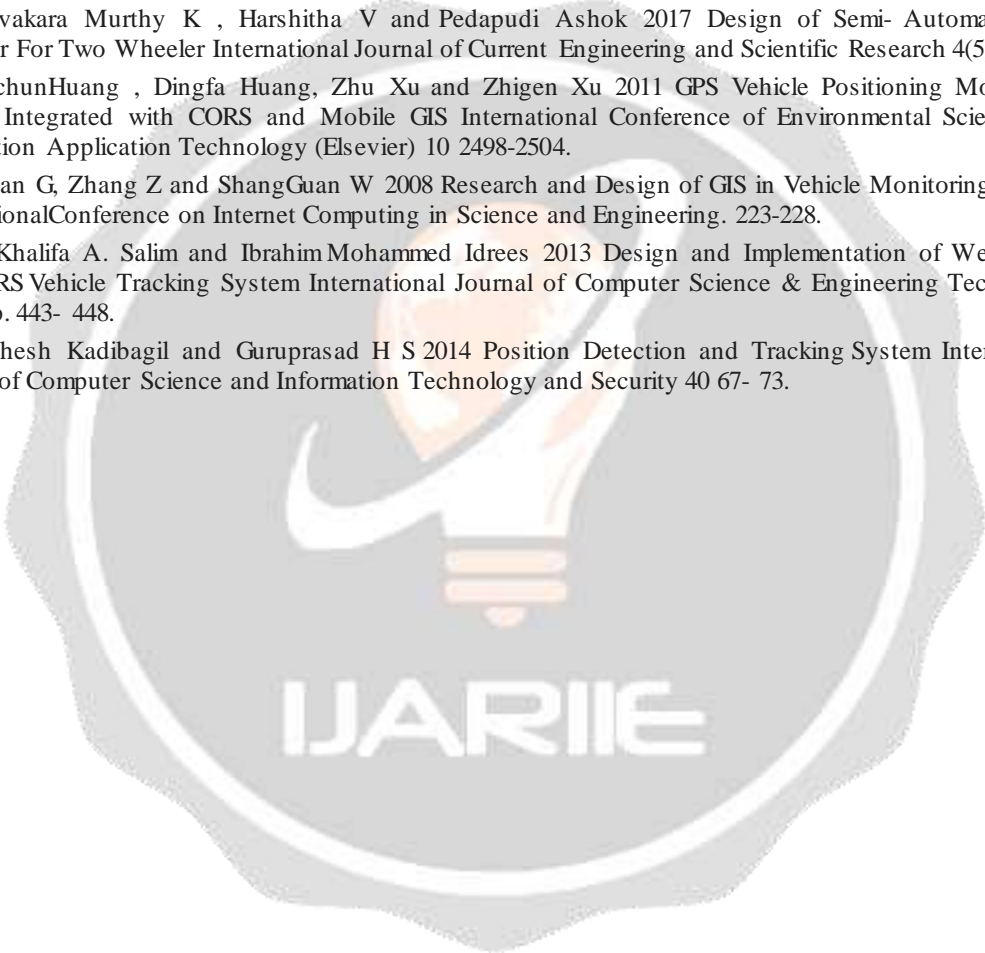 vakara Murthy K , Harshitha V and Pedapudi Ashok 2017 Design of Semi- Automa
r For Two Wheeler International Journal of Current Engineering and Scientific Research 4(5
chunHuang , Dingfa Huang, Zhu Xu and Zhigen Xu 2011 GPS Vehicle Positioning Mo
Integrated with CORS and Mobile GIS International Conference of Environmental Scie
tion Application Technology (Elsevier) 10 2498-2504.
an G, Zhang Z and ShangGuan W 2008 Research and Design of GIS in Vehicle Monitoring
ionalConference on Internet Computing in Science and Engineering. 223-228.
Khalifa A. Salim and Ibrahim Mohammed Idrees 2013 Design and Implementation of We
RS Vehicle Tracking System International Journal of Computer Science & Engineering Tec
o. 443- 448.
hesh Kadibagil and Guruprasad H S 2014 Position Detection and Tracking System Inter
of Computer Science and Information Technology and Security 40 67- 73.
IJARIIE